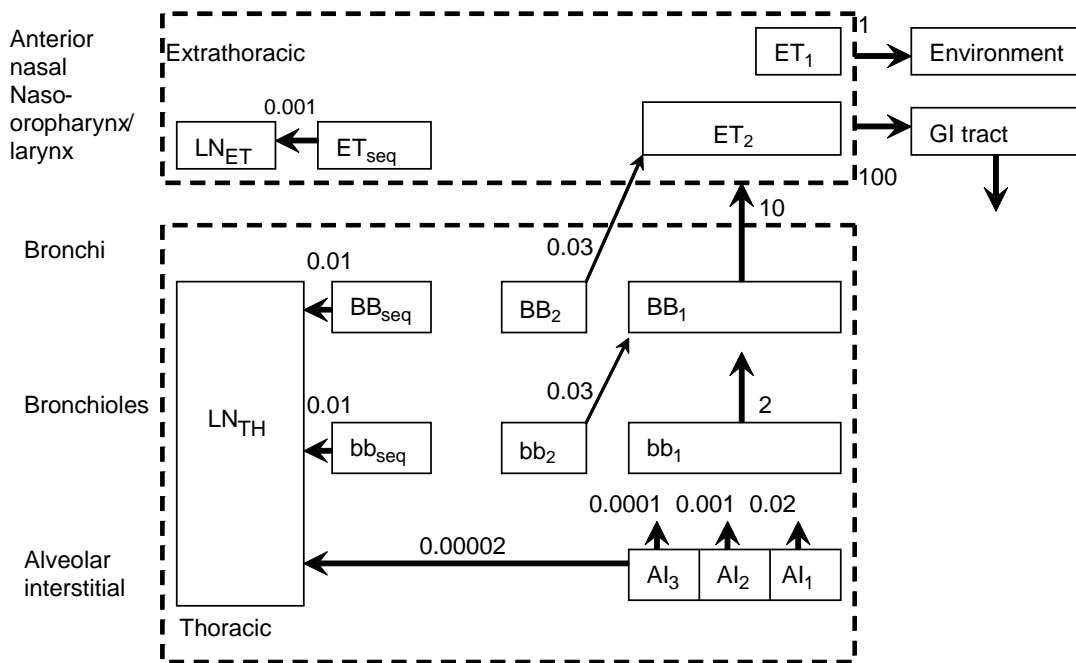 Anterior
nasal
Naso-
oropharynx/
larynx
Extrathoracic
ET1
1
Environment
0.001
LNET
ETseq
ET2
GI tract
100
10
Bronchi
0.01
0.03
BBseq
BB2
BB1
Bronchioles
0.01
LNTH
0.03
2
bbseq
bb2
bb1
0.0001
0.001
0.02
Alveolar
interstitial
0.00002
AI3
AI2
AI1
Thoracic